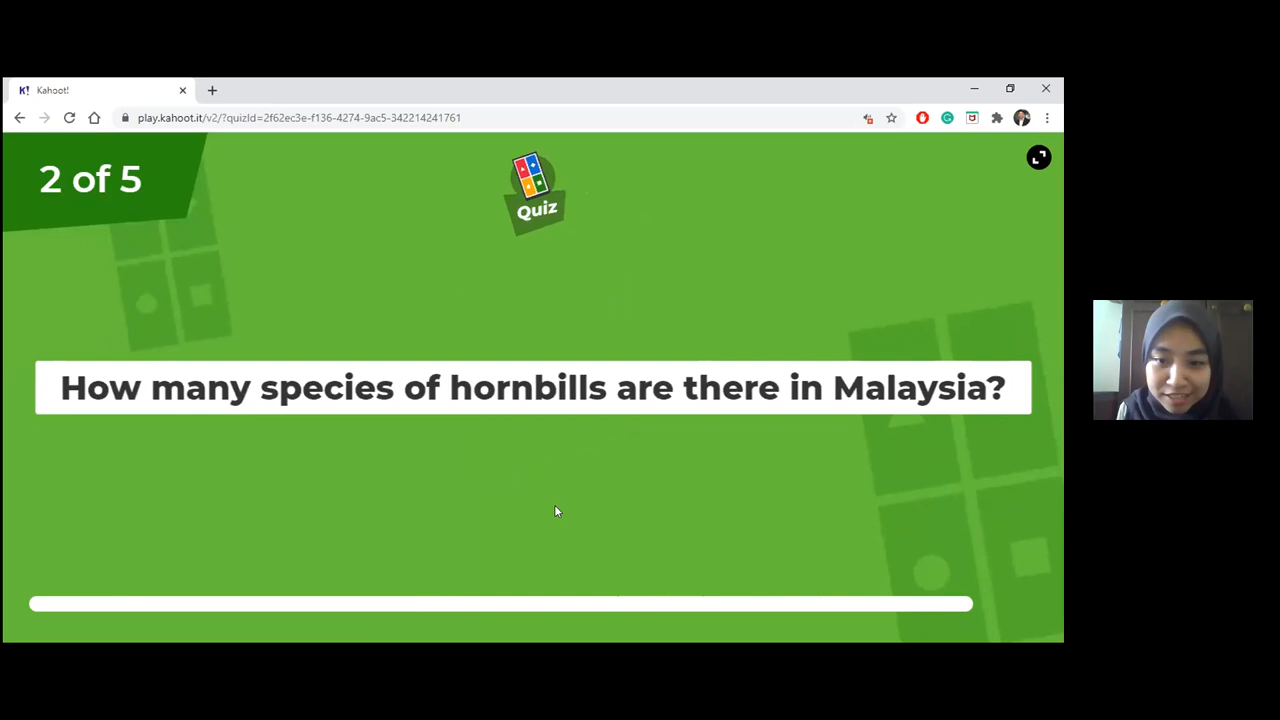 Kahoot!
play.kahoot.it/v2/?quizId=2f62ec3e-f136-4274-9ac5-342214241761
2 of 5
Quiz
How many species of hornbills are there in Malaysia?